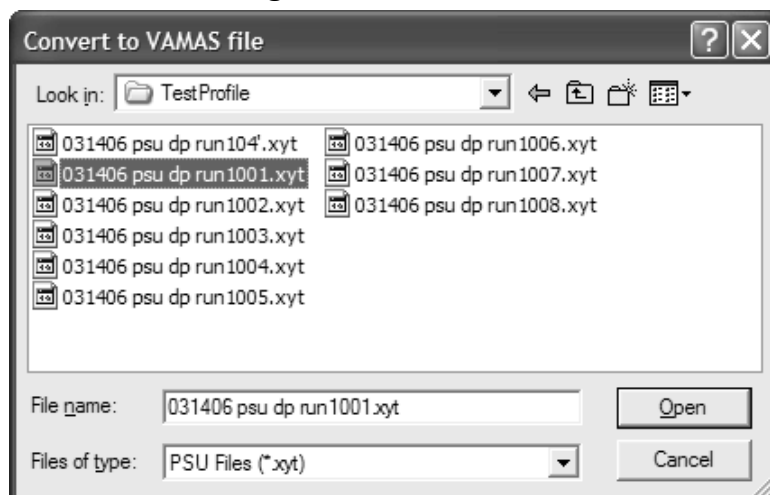 Convert to VAMAS file
Look in: TestProfile
031406 psu dp run104'.xyt
031406 psu dp run1001.xyt
031406 psu dp run1002.xyt
031406 psu dp run1003.xyt
031406 psu dp run1004.xyt
031406 psu dp run1005.xyt
031406 psu dp run1006.xyt
031406 psu dp run1007.xyt
031406 psu dp run1008.xyt
File name: 031406 psu dp run1001.xyt
Open
Files of type: PSU Files (*.xyt)
Cancel